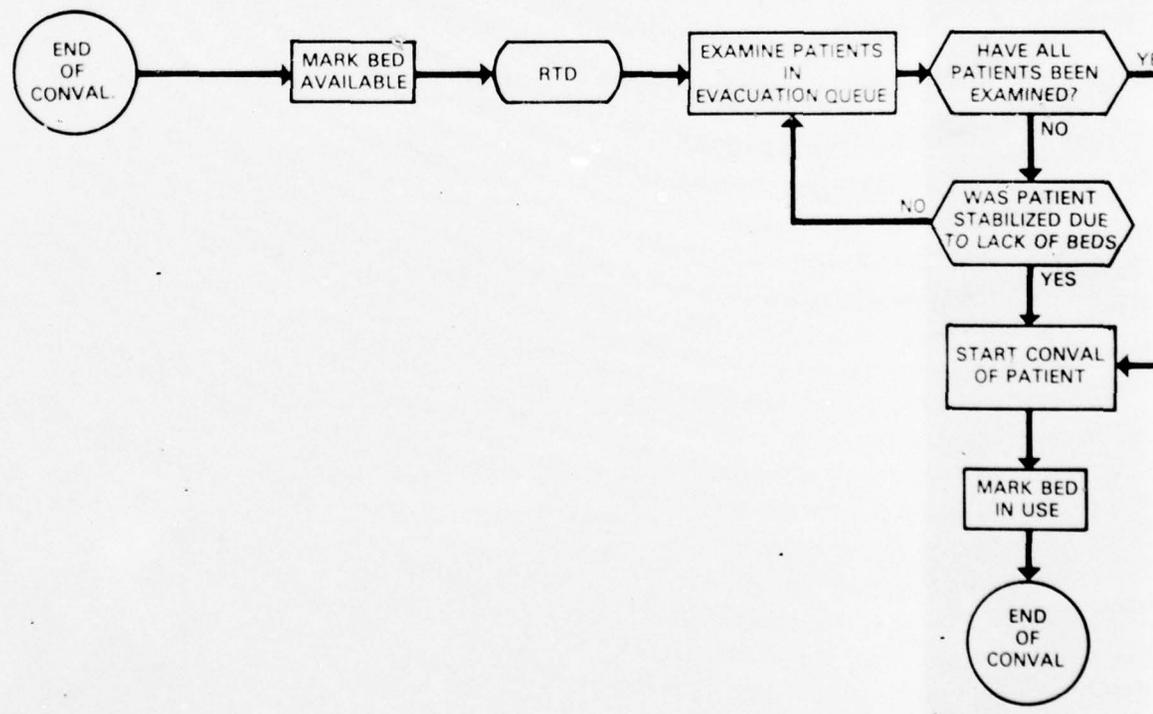 END
OF
CONVAL.
MARK BED
AVAILABLE
RTD
EXAMINE PATIENTS
IN
EVACUATION QUEUE
HAVE ALL
PATIENTS BEEN
EXAMINED?
YE
NO
WAS PATIENT
STABILIZED DUE
TO LACK OF BEDS
NO
YES
START CONVAL
OF PATIENT
MARK BED
IN USE
END
OF
CONVAL